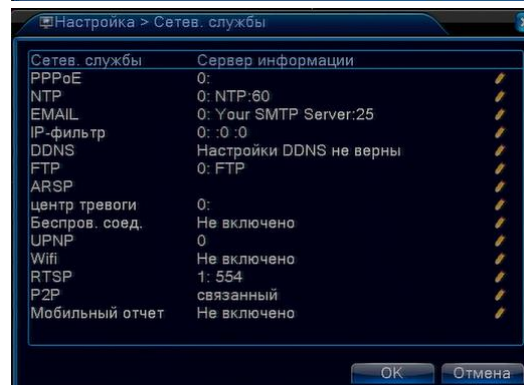 Настройка > Сетев. службы
Сетев. службы Сервер информации
PPPoE 0:
NTP 0: NTP:60
EMAIL 0: Your SMTP Server:25
IP-фильтр 0: :0 :0
DDNS Настройки DDNS не верны
FTP 0: FTP
ARSP
центр тревоги 0:
Беспров. соед. Не включено
UPNP 0
Wifi Не включено
RTSP 1: 554
P2P связанный
Мобильный отчет Не включено
OK Отмена